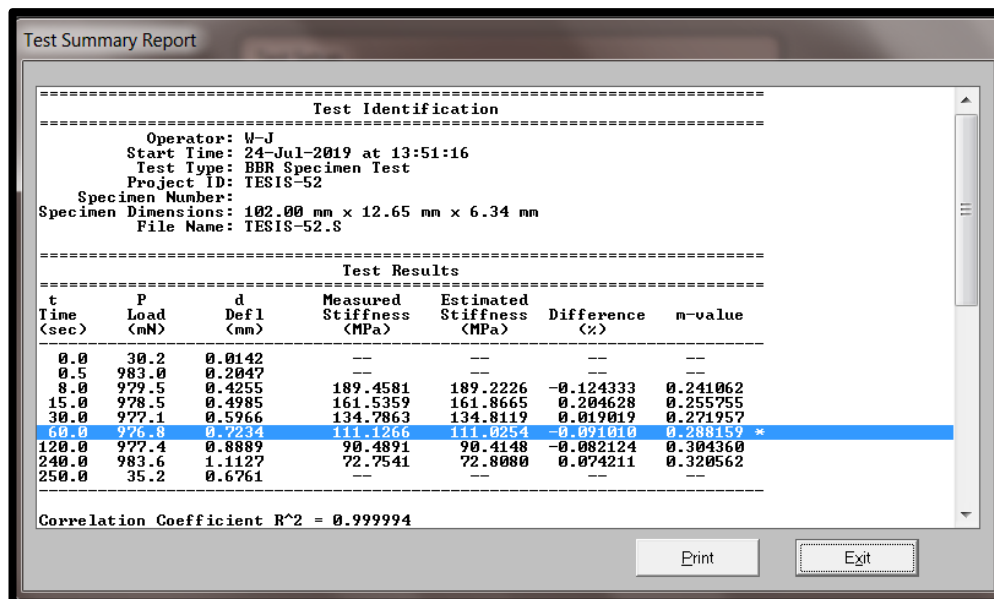 Test Summary Report
==========================================================================
Test Identification
==========================================================================
Operator: W-J
Start Time: 24-Jul-2019 at 13:51:16
Test Type: BBR Specimen Test
Project ID: TESIS-52
Specimen Number:
Specimen Dimensions: 102.00 mm x 12.65 mm x 6.34 mm
File Name: TESIS-52.S
==========================================================================
Test Results
==========================================================================
t P d Measured Estimated
Time Load Defl Stiffness Stiffness Difference m-value
(sec) (mN) (mm) (MPa) (MPa) (%)
--------------------------------------------------------------------------
0.0 30.2 0.0142 -- -- -- --
0.5 983.0 0.2047 -- -- -- --
8.0 979.5 0.4255 189.4581 189.2226 -0.124333 0.241062
15.0 978.5 0.4985 161.5359 161.8665 0.204628 0.255755
30.0 977.1 0.5966 134.7863 134.8119 0.019019 0.271957
60.0 976.8 0.7234 111.1266 111.0254 -0.091010 0.288159 *
120.0 977.4 0.8889 90.4891 90.4148 -0.082124 0.304360
240.0 983.6 1.1127 72.7541 72.8080 0.074211 0.320562
250.0 35.2 0.6761 -- -- -- --
--------------------------------------------------------------------------
Correlation Coefficient R^2 = 0.999994
Print Exit